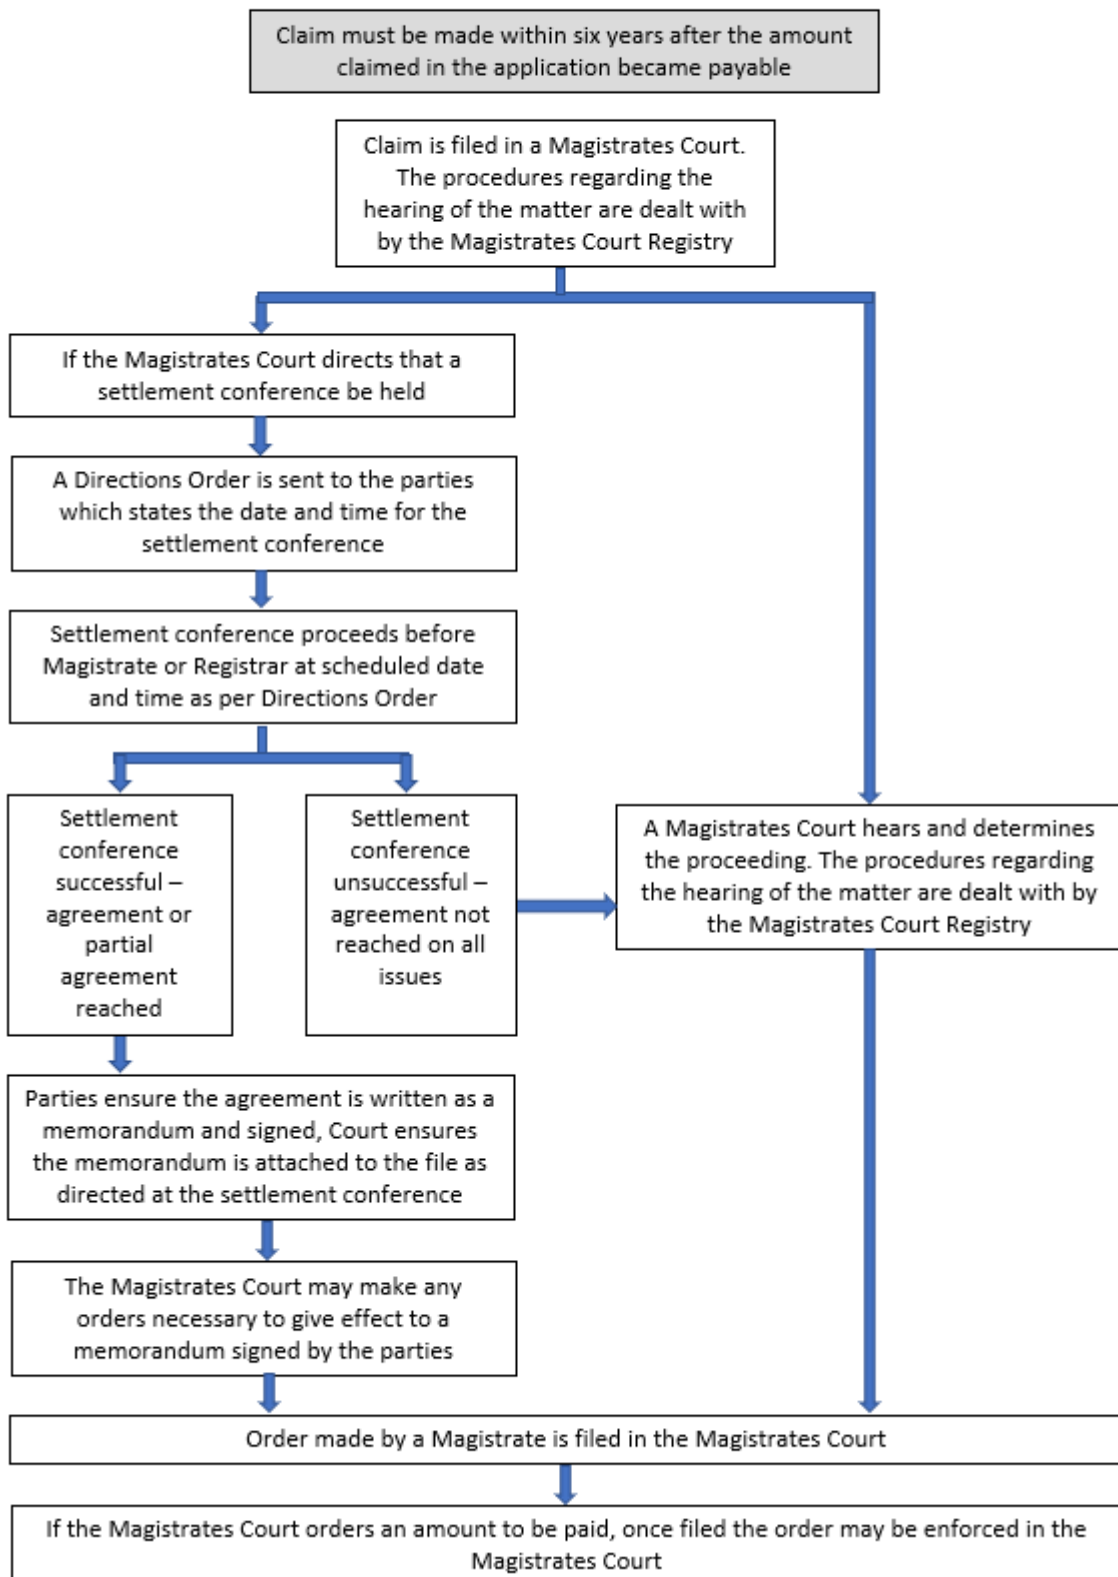 Claim must be made within six years after the amount
claimed in the application became payable
Claim is filed in a Magistrates Court.
The procedures regarding the
hearing of the matter are dealt with
by the Magistrates Court Registry
If the Magistrates Court directs that a
settlement conference be held
A Directions Order is sent to the parties
which states the date and time for the
settlement conference
Settlement conference proceeds before
Magistrate or Registrar at scheduled date
and time as per Directions Order
Settlement
conference
successful –
agreement or
partial
agreement
reached
Settlement
conference
unsuccessful –
agreement not
reached on all
issues
A Magistrates Court hears and determines
the proceeding. The procedures regarding
the hearing of the matter are dealt with by
the Magistrates Court Registry
Parties ensure the agreement is written as a
memorandum and signed, Court ensures
the memorandum is attached to the file as
directed at the settlement conference
The Magistrates Court may make any
orders necessary to give effect to a
memorandum signed by the parties
Order made by a Magistrate is filed in the Magistrates Court
If the Magistrates Court orders an amount to be paid, once filed the order may be enforced in the
Magistrates Court